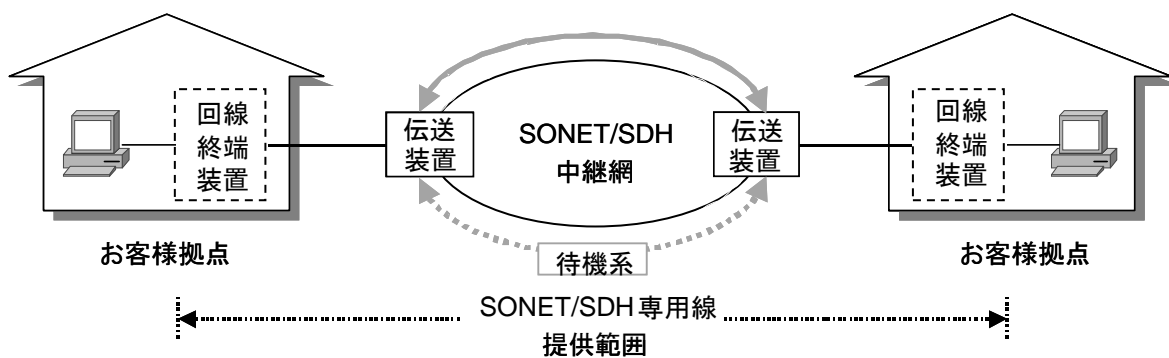 回線
終端
装置
お客様拠点
伝送
装置
SONET/SDH
中継網
伝送
装置
待機系
回線
終端
装置
お客様拠点
SONET/SDH専用線
提供範囲